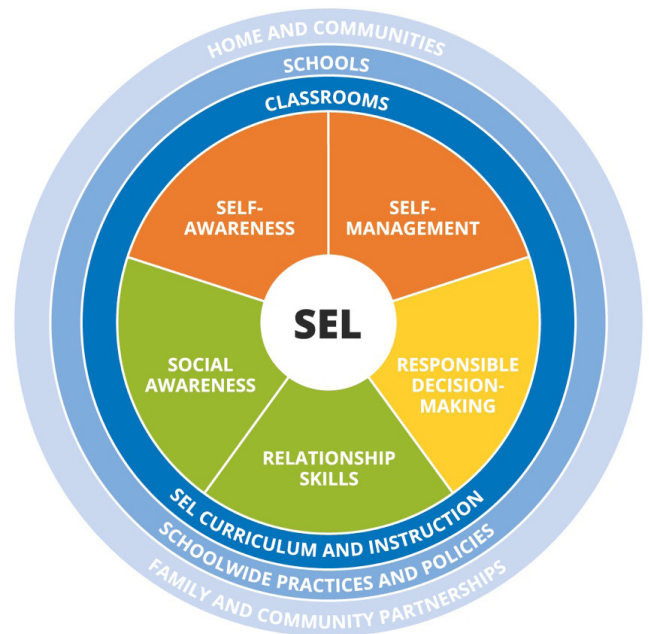 HOME AND COMMUNITIES
SCHOOLS
CLASSROOMS
SELF-
AWARENESS
SELF-
MANAGEMENT
SEL
SOCIAL
AWARENESS
RESPONSIBLE
DECISION-
MAKING
RELATIONSHIP
SKILLS
SEL CURRICULUM AND INSTRUCTION
SCHOOLWIDE PRACTICES AND POLICIES
FAMILY AND COMMUNITY PARTNERSHIPS